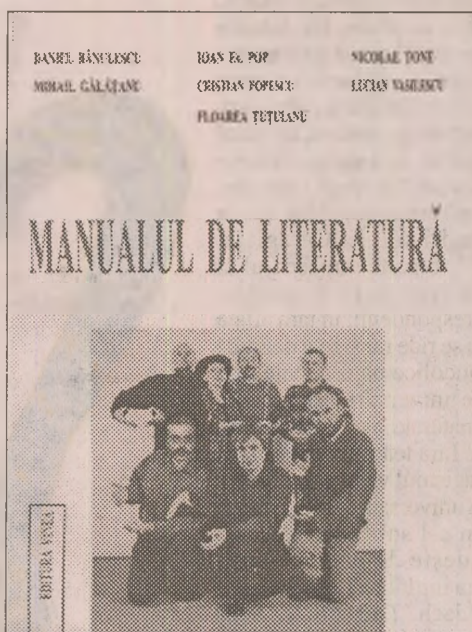 DANIEL BĂNULESCU IOAN Es. POP NICOLAE ȚONE
MIHAIL GĂLĂȚANU CRISTIAN POPESCU LUCIAN VASILESCU
FLOAREA ȚUȚUIANU
MANUALUL DE LITERATURĂ
EDITURA VINEA